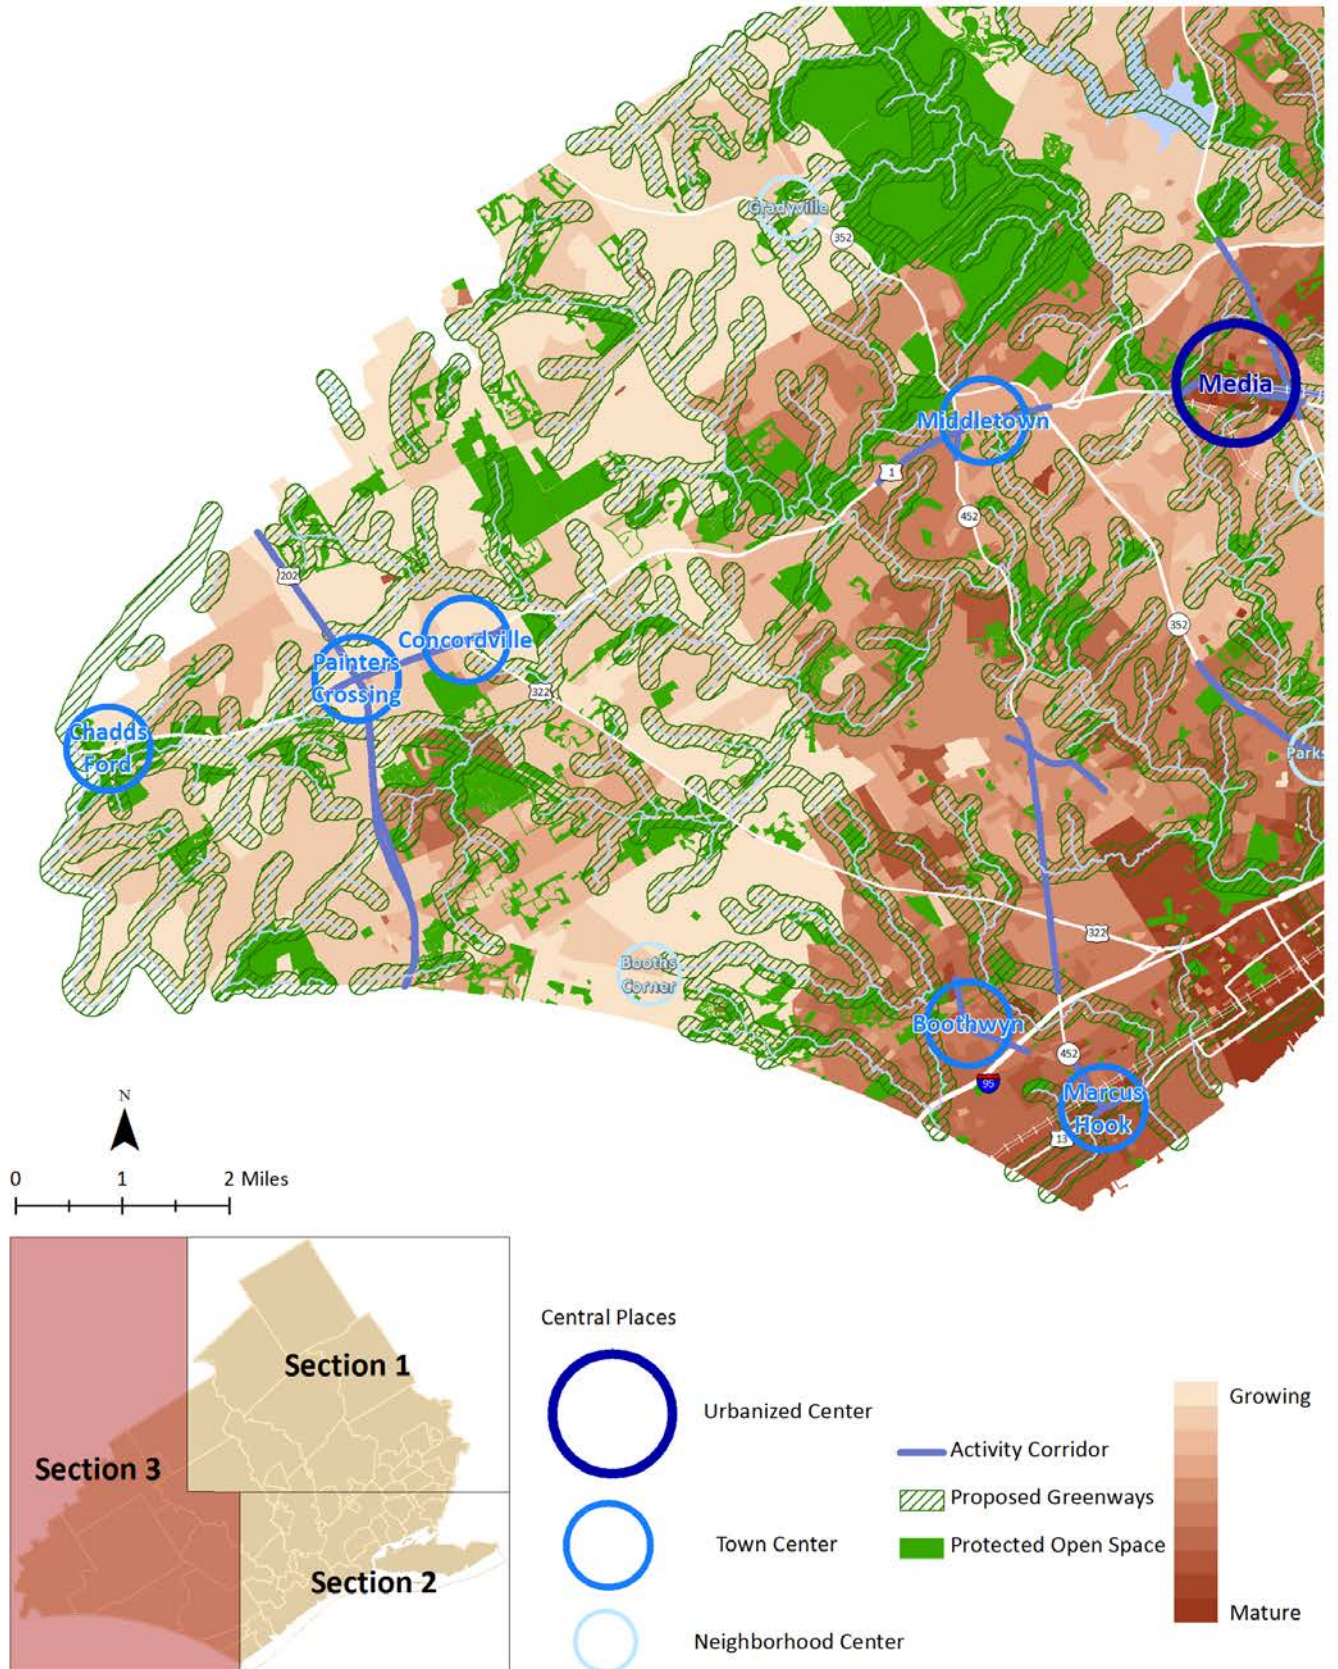 Gradyville
352
Media
Middletown
1
452
202
352
Concordville
Painters
Crossing
322
Chadds
Ford
Parks
322
Booths
Corner
Boothwyn
452
95
Marcus
Hook
13
N
0 1 2 Miles
Central Places
Section 1
Urbanized Center
Growing
Section 3
Activity Corridor
Proposed Greenways
Town Center
Protected Open Space
Section 2
Mature
Neighborhood Center